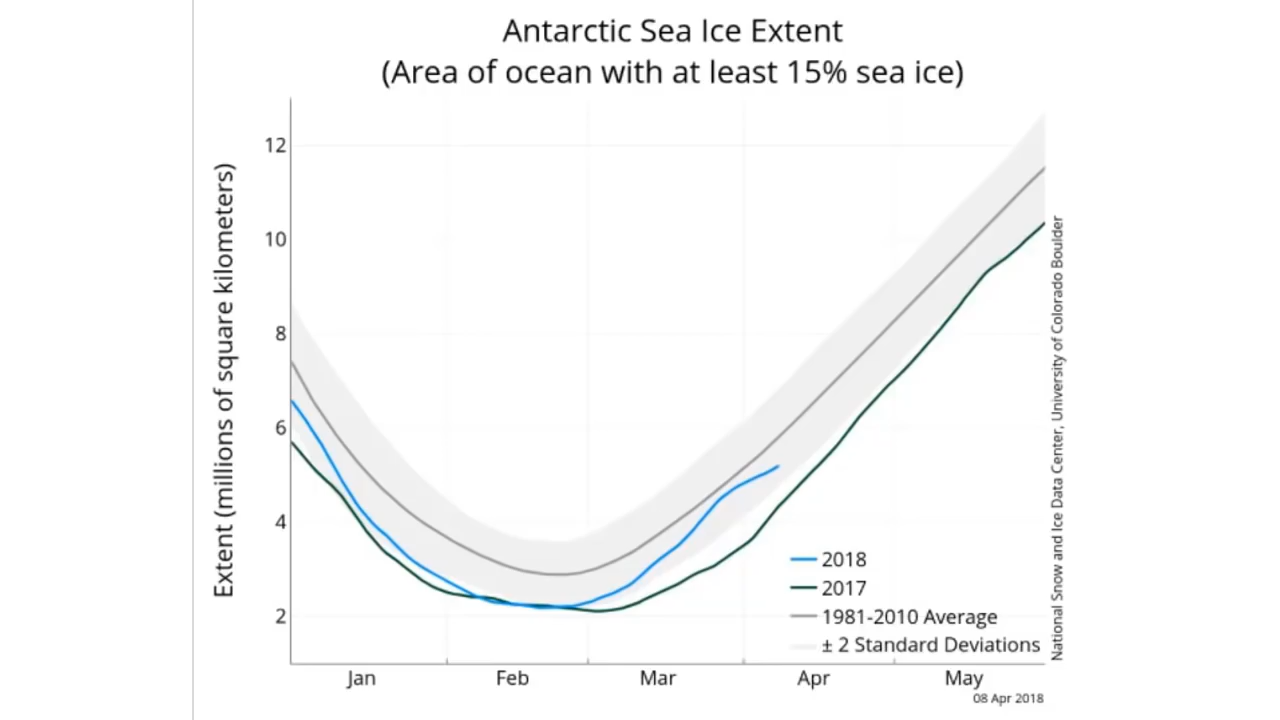 Antarctic Sea Ice Extent
(Area of ocean with at least 15% sea ice)
Extent (millions of square kilometers)
12
10
8
6
4
2
Jan
Feb
Mar
Apr
May
2018
2017
1981-2010 Average
± 2 Standard Deviations
National Snow and Ice Data Center, University of Colorado Boulder
08 Apr 2018